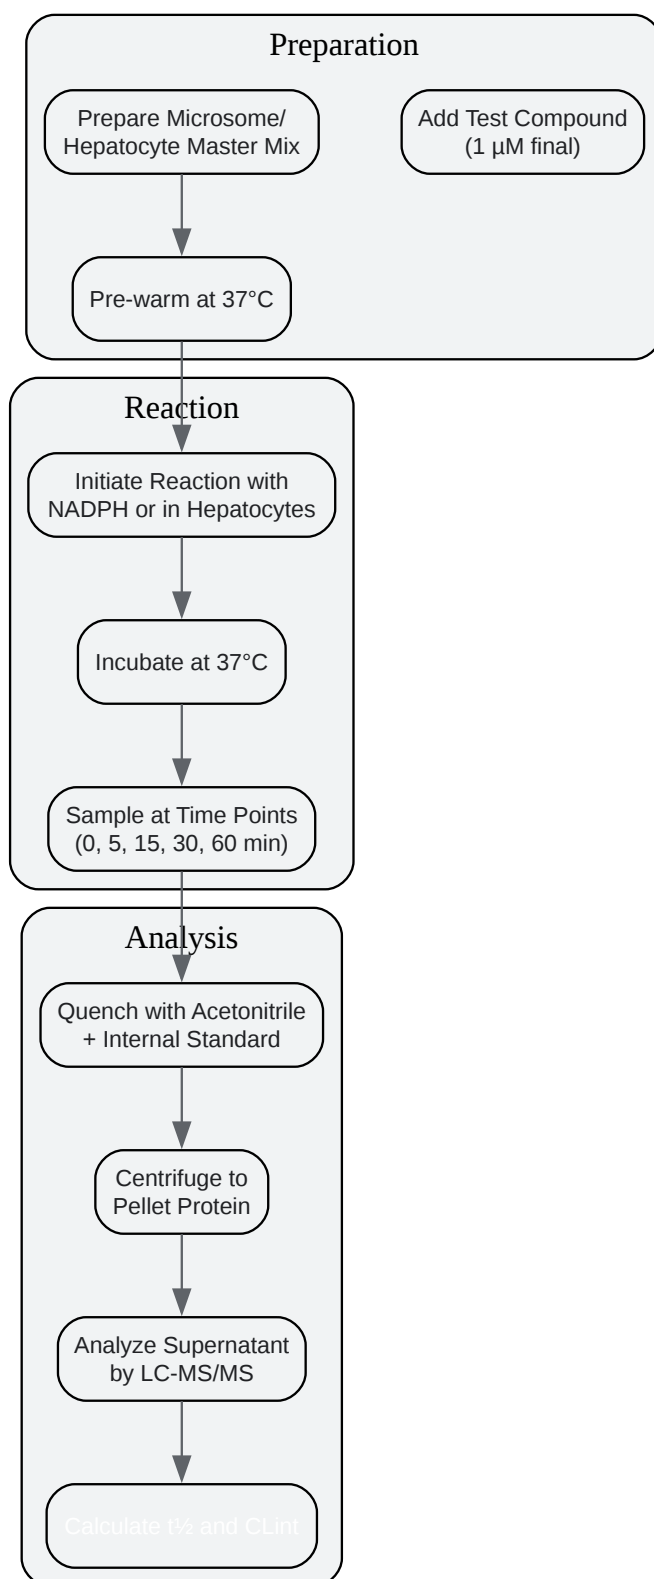 Preparation
Prepare Microsome/
Hepatocyte Master Mix
Add Test Compound
(1 µM final)
Pre-warm at 37°C
Reaction
Initiate Reaction with
NADPH or in Hepatocytes
Incubate at 37°C
Sample at Time Points
(0, 5, 15, 30, 60 min)
Analysis
Quench with Acetonitrile
+ Internal Standard
Centrifuge to
Pellet Protein
Analyze Supernatant
by LC-MS/MS
Calculate t½ and CLint